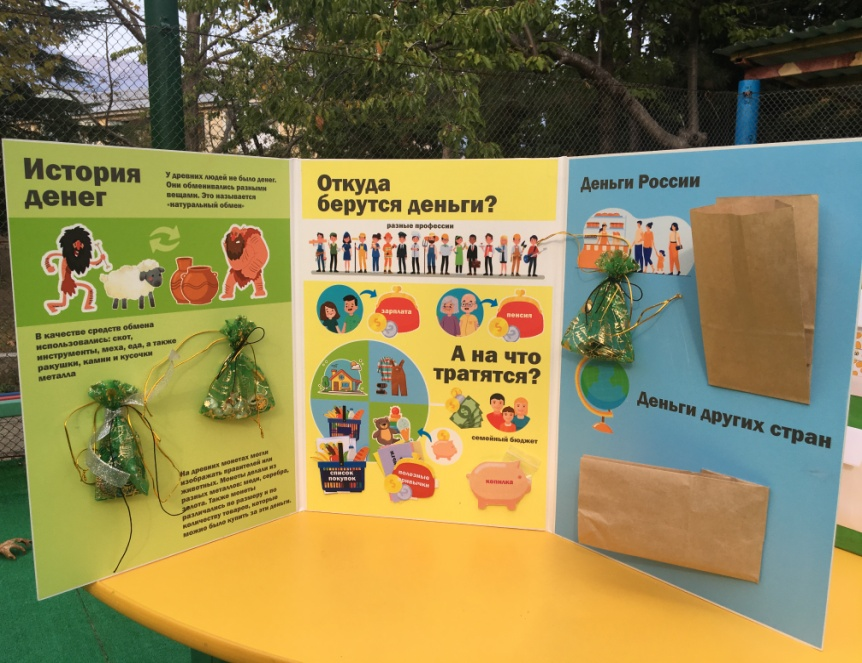 История
денег
У древних людей не было денег.
Они обменивались разными
вещами. Это называется
«натуральный обмен»
В качестве средств обмена
использовались: скот,
инструменты, меха, еда, а также
ракушки, камни и кусочки
металла
На древних монетах могли
изображать правителей или
животных. Монеты делали из
разных металлов: меди, серебра,
золота. Также монеты
различались по размеру и по
количеству товаров, которые
можно было купить за эти деньги.
Откуда
берутся деньги?
разные профессии
зарплата
пенсия
А на что
тратятся?
семейный бюджет
список
покупок
полезные
привычки
копилка
Деньги России
Деньги других стран